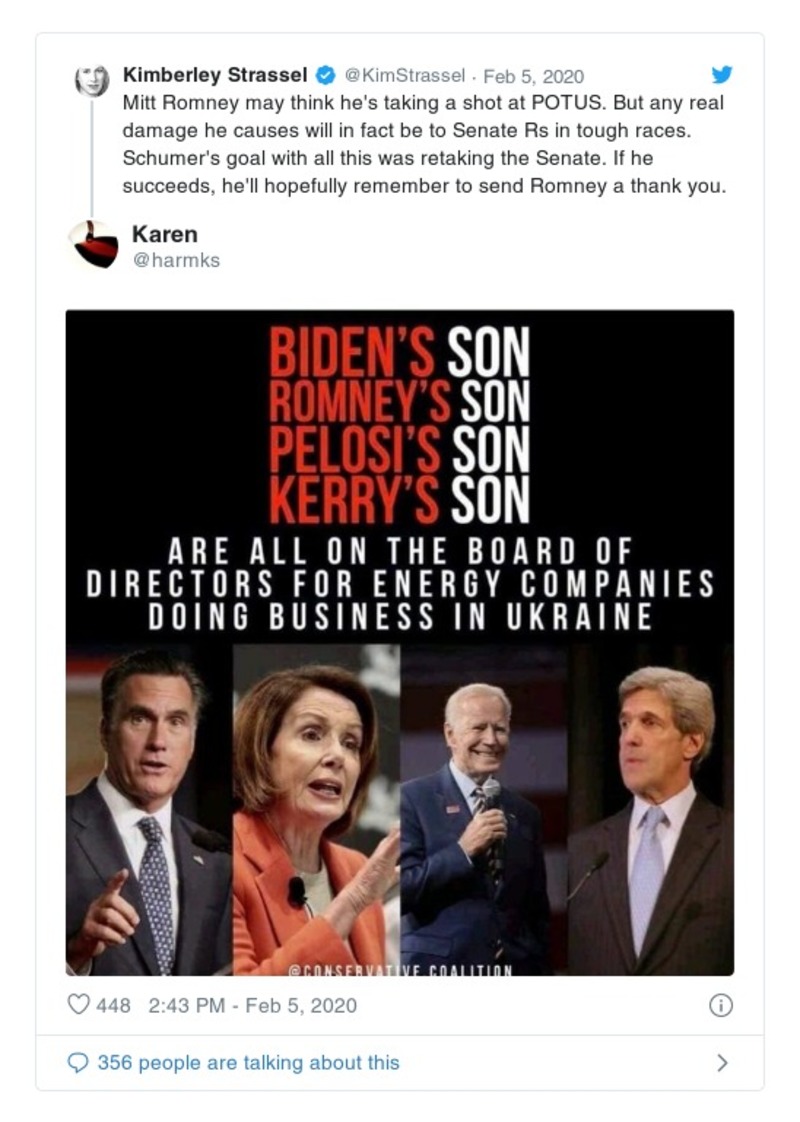 Kimberley Strassel @KimStrassel · Feb 5, 2020
Mitt Romney may think he's taking a shot at POTUS. But any real
damage he causes will in fact be to Senate Rs in tough races.
Schumer's goal with all this was retaking the Senate. If he
succeeds, he'll hopefully remember to send Romney a thank you.
Karen
@harmks
BIDEN'S SON
ROMNEY'S SON
PELOSI'S SON
KERRY'S SON
ARE ALL ON THE BOARD OF
DIRECTORS FOR ENERGY COMPANIES
DOING BUSINESS IN UKRAINE
@CONSERVATIVE.COALITION
448 2:43 PM - Feb 5, 2020
356 people are talking about this